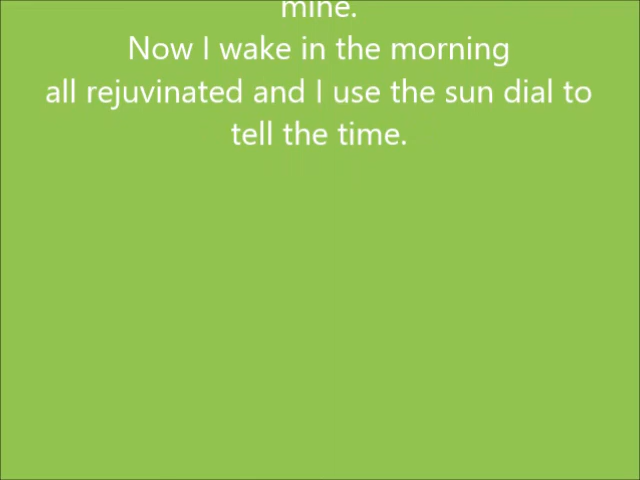 mine.
Now I wake in the morning
all rejuvinated and I use the sun dial to
tell the time.